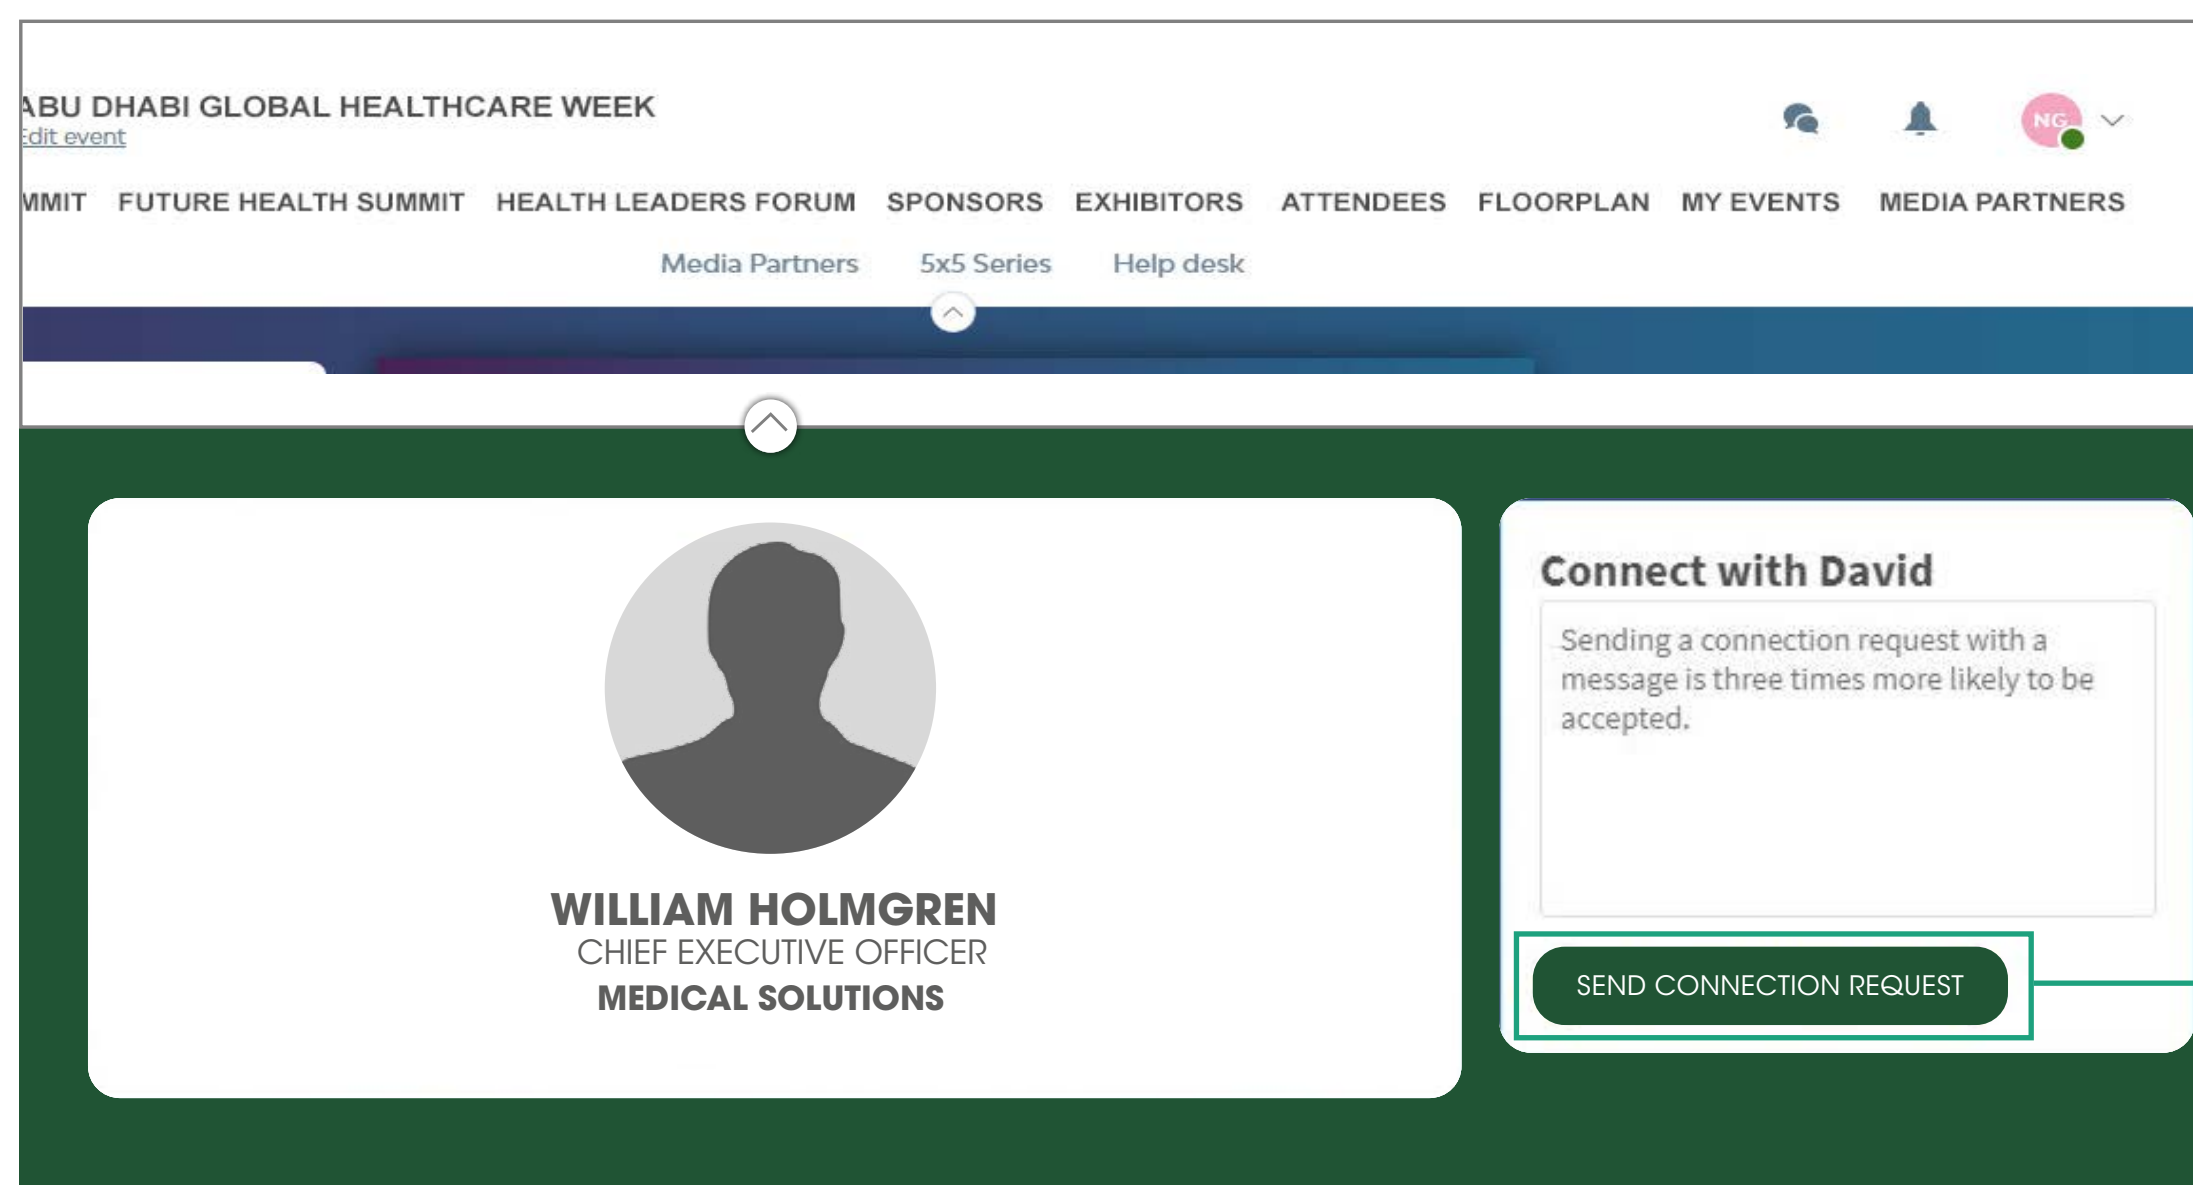 ABU DHABI GLOBAL HEALTHCARE WEEK
Edit event
MMIT FUTURE HEALTH SUMMIT HEALTH LEADERS FORUM SPONSORS EXHIBITORS ATTENDEES FLOORPLAN MY EVENTS MEDIA PARTNERS
Media Partners 5x5 Series Help desk
NG
WILLIAM HOLMGREN
CHIEF EXECUTIVE OFFICER
MEDICAL SOLUTIONS
Connect with David
Sending a connection request with a
message is three times more likely to be
accepted.
SEND CONNECTION REQUEST